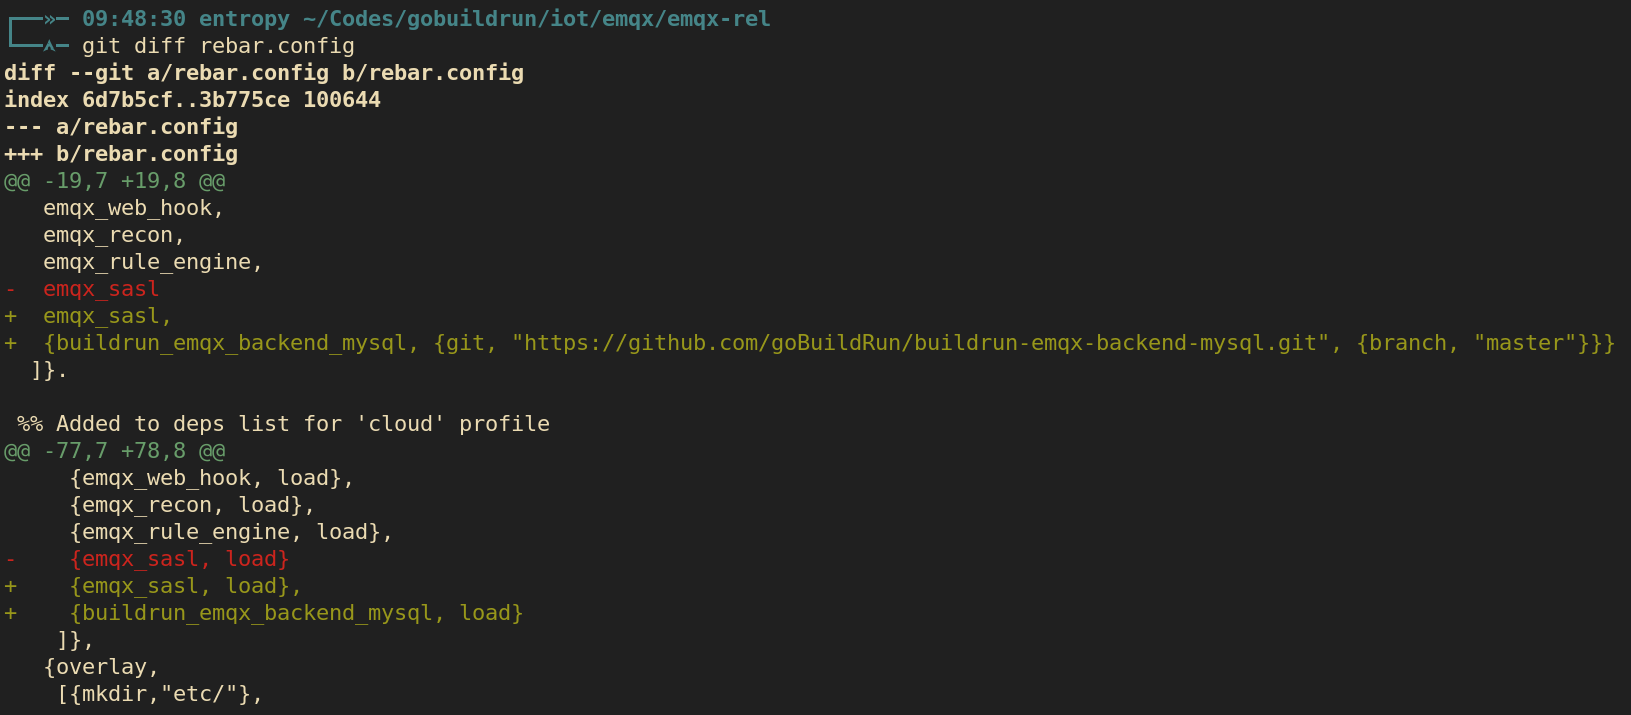 09:48:30 entropy ~/Codes/gobuildrun/iot/emqx/emqx-rel
git diff rebar.config
diff --git a/rebar.config b/rebar.config
index 6d7b5cf..3b775ce 100644
--- a/rebar.config
+++ b/rebar.config
@@ -19,7 +19,8 @@
   emqx_web_hook,
   emqx_recon,
   emqx_rule_engine,
-  emqx_sasl
+  emqx_sasl,
+  {buildrun_emqx_backend_mysql, {git, "https://github.com/goBuildRun/buildrun-emqx-backend-mysql.git", {branch, "master"}}}
  ]}.

 %% Added to deps list for 'cloud' profile
@@ -77,7 +78,8 @@
     {emqx_web_hook, load},
     {emqx_recon, load},
     {emqx_rule_engine, load},
-    {emqx_sasl, load}
+    {emqx_sasl, load},
+    {buildrun_emqx_backend_mysql, load}
    ]},
   {overlay,
    [{mkdir,"etc/"},